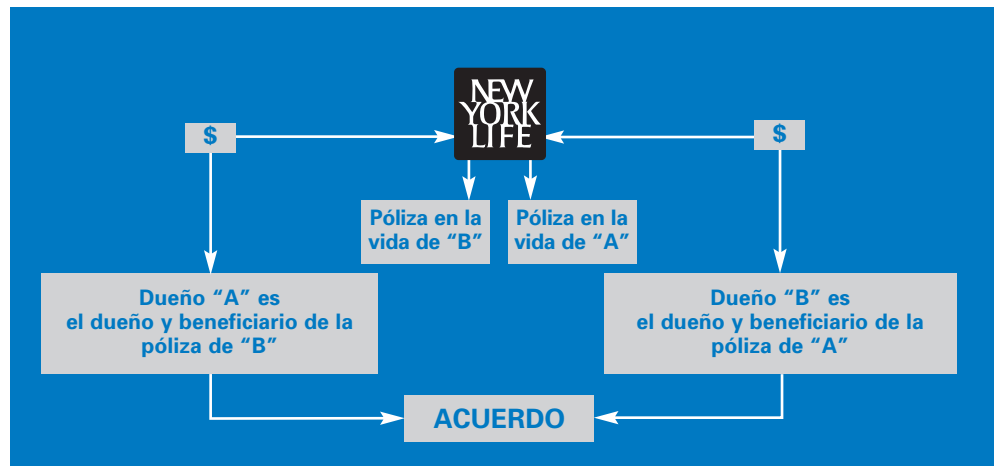 NEW
YORK
LIFE
$
$
Póliza en la
vida de “B”
Póliza en la
vida de “A”
Dueño “A” es
el dueño y beneficiario de la
póliza de “B”
Dueño “B” es
el dueño y beneficiario de la
póliza de “A”
ACUERDO